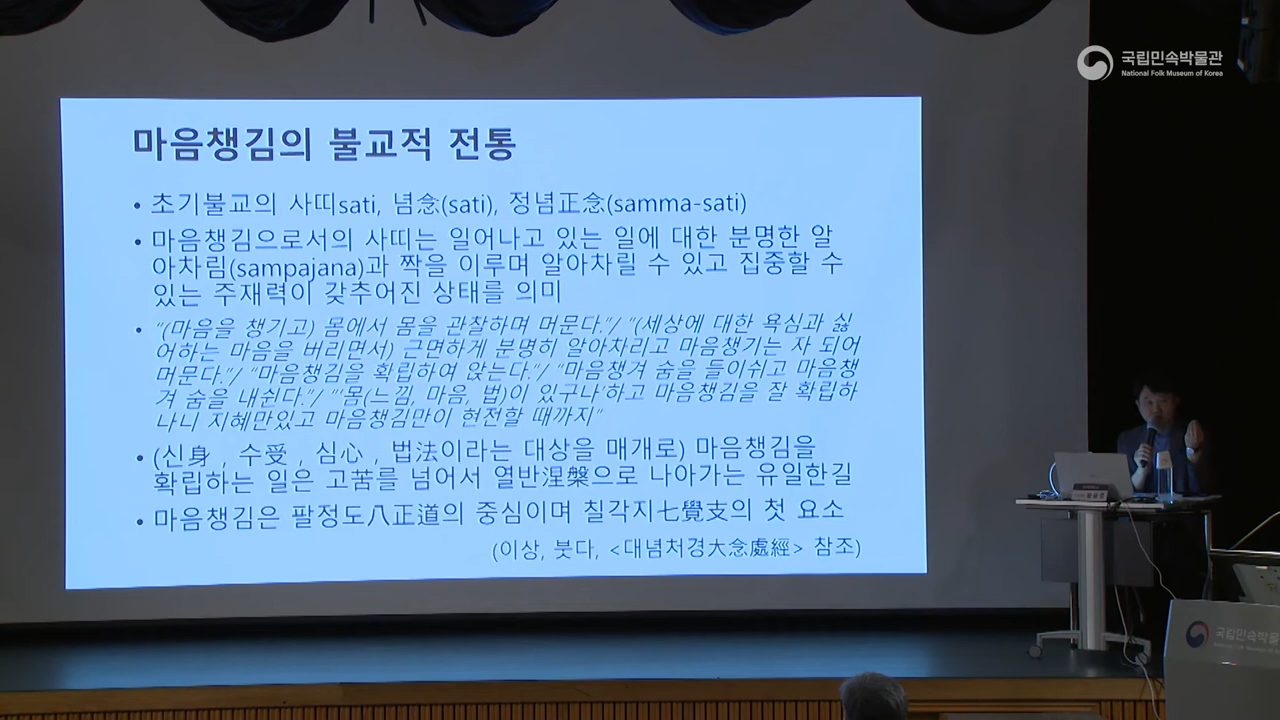 국립민속박물관
National Folk Museum of Korea
마음챙김의 불교적 전통
• 초기불교의 사띠sati, 념念(sati), 정념正念(samma-sati)
• 마음챙김으로서의 사띠는 일어나고 있는 일에 대한 분명한 알
아차림(sampajana)과 짝을 이루며 알아차릴 수 있고 집중할 수
있는 주재력이 갖추어진 상태를 의미
• "(마음을 챙기고) 몸에서 몸을 관찰하며 머문다."/ "(세상에 대한 욕심과 싫
어하는 마음을 버리면서) 근면하게 분명히 알아차리고 마음챙기는 자 되어
머문다."/ "마음챙김을 확립하여 앉는다."/ "마음챙겨 숨을 들이쉬고 마음챙
겨 숨을 내쉰다."/ "'몸(느낌, 마음, 법)이 있구나'하고 마음챙김을 잘 확립하
나니 지혜만있고 마음챙김만이 현전할 때까지"
• (신身, 수受, 심心, 법法이라는 대상을 매개로) 마음챙김을
확립하는 일은 고苦를 넘어서 열반涅槃으로 나아가는 유일한길
• 마음챙김은 팔정도八正道의 중심이며 칠각지七覺支의 첫 요소
(이상, 붓다, <대념처경大念處經> 참조)
국립민속박물